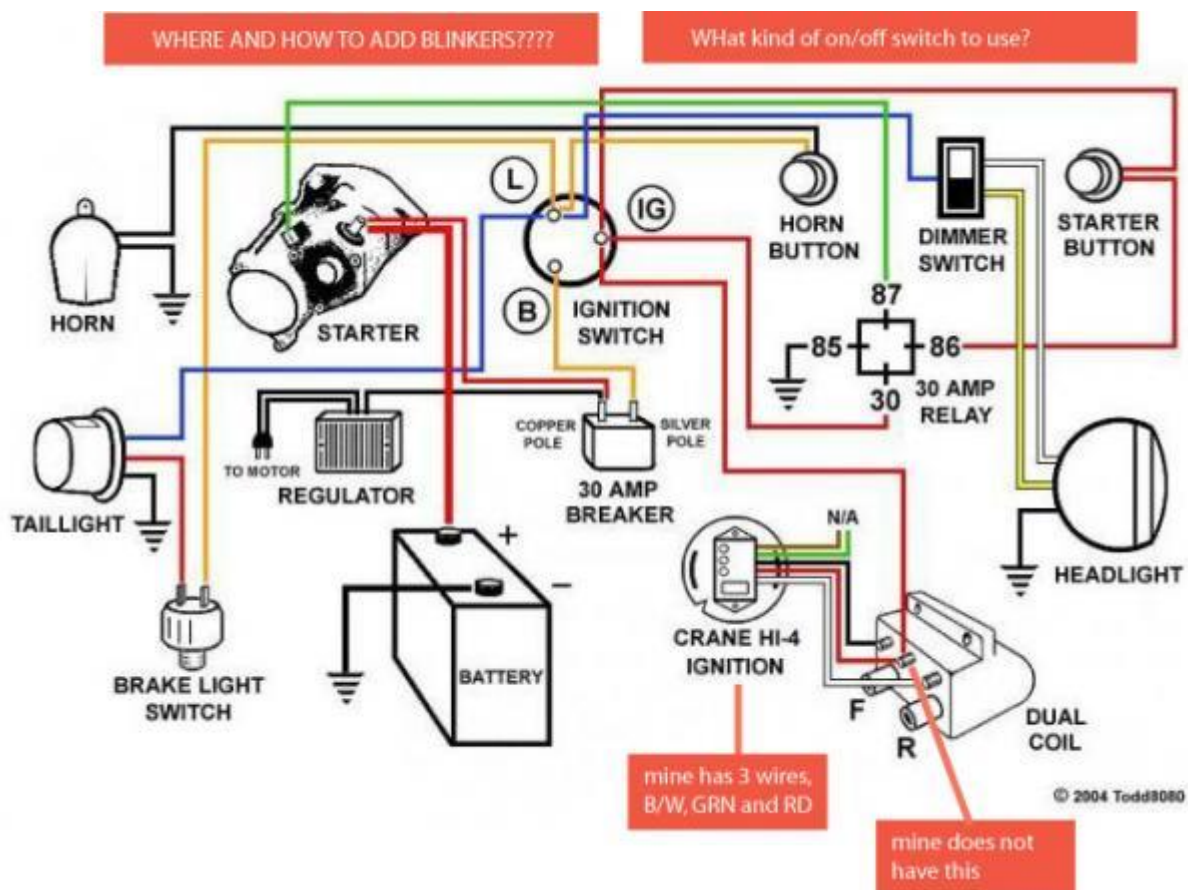 WHERE AND HOW TO ADD BLINKERS????
WHat kind of on/off switch to use?
L
IG
B
HORN
STARTER
IGNITION
SWITCH
HORN
BUTTON
DIMMER
SWITCH
STARTER
BUTTON
87
85
86
30
30 AMP
RELAY
COPPER
POLE
SILVER
POLE
TO MOTOR
REGULATOR
30 AMP
BREAKER
TAILLIGHT
+
−
N/A
HEADLIGHT
CRANE HI-4
IGNITION
BATTERY
BRAKE LIGHT
SWITCH
F
R
DUAL
COIL
mine has 3 wires,
B/W, GRN and RD
© 2004 Todd8080
mine does not
have this